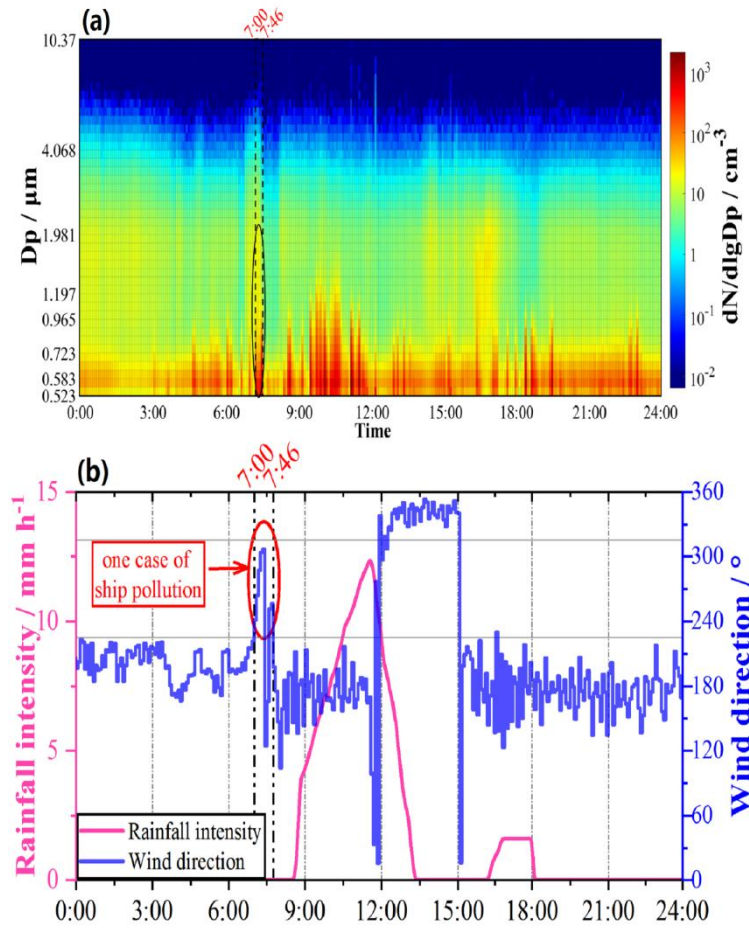 (a)
7:00
7:46
10.37
4.068
1.981
1.197
0.965
0.723
0.583
0.523
Dp / μm
0:00 3:00 6:00 9:00 12:00 15:00 18:00 21:00 24:00
Time
10³
10²
10
1
10⁻¹
10⁻²
dN/dlgDp / cm⁻³
(b)
7:00
7:46
15
10
5
0
Rainfall intensity / mm h⁻¹
one case of
ship pollution
Rainfall intensity
Wind direction
360
300
240
180
120
60
0
Wind direction / °
0:00 3:00 6:00 9:00 12:00 15:00 18:00 21:00 24:00